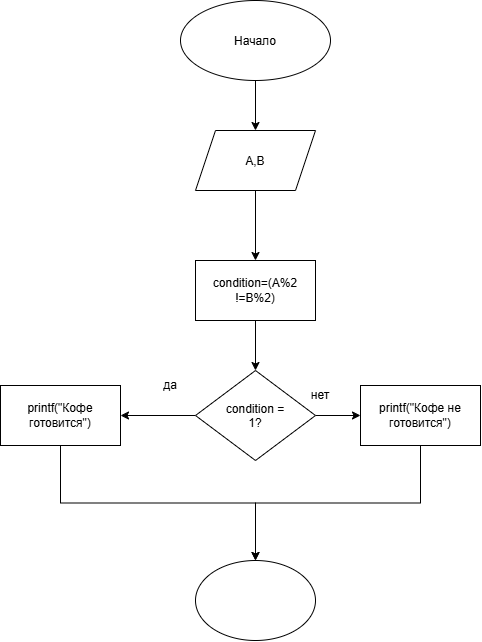 Начало
A,B
condition=(A%2
!=B%2)
да
нет
printf("Кофе
готовится")
condition =
1?
printf("Кофе не
готовится")